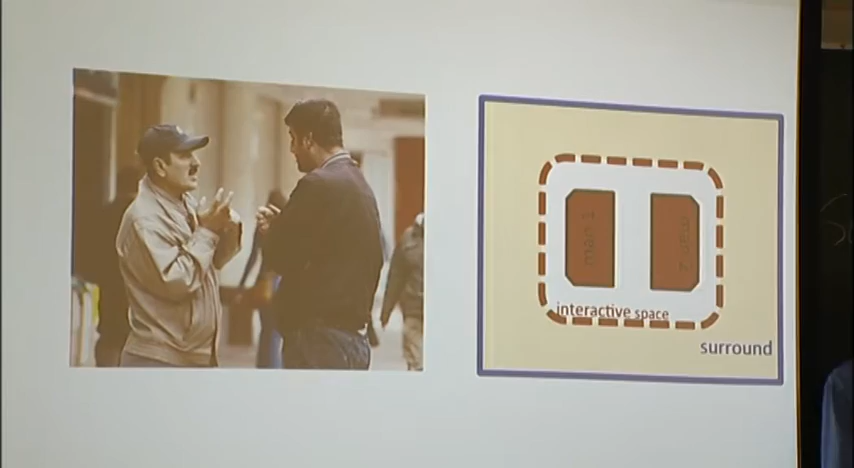 man 1
man 2
interactive space
surround